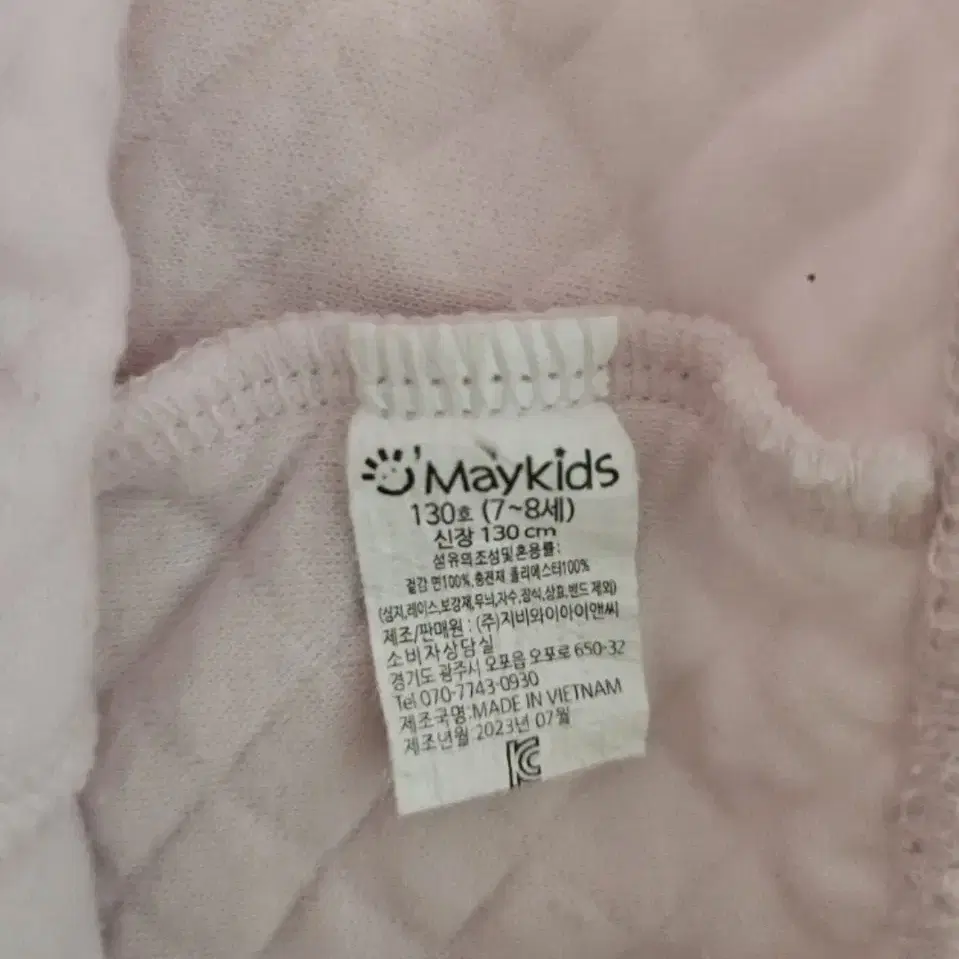 Maykids
130호 (7~8세)
신장 130 cm
섬유의조성및혼용률:
겉감 면100%, 충전재 폴리에스터100%
(심지,레이스,보강재,무늬,자수,장식,상표,밴드 제외)
제조/판매원 : (주)지비와이아이앤씨
소비자상담실
경기도 광주시 오포읍 오포로 650-32
Tel 070-7743-0930
제조국명:MADE IN VIETNAM
제조년월:2023년 07월
KC